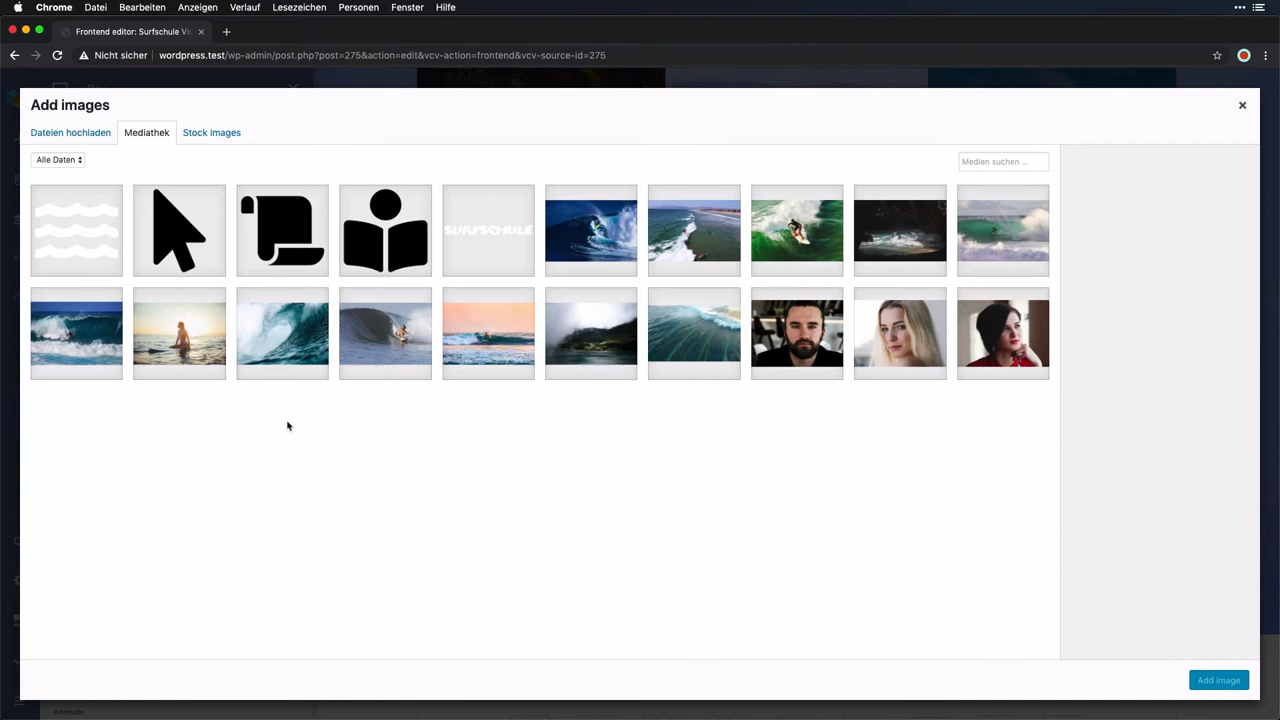 Chrome Datei Bearbeiten Anzeigen Verlauf Lesezeichen Personen Fenster Hilfe
Frontend editor: Surfschule Vi
Nicht sicher wordpress.test/wp-admin/post.php?post=275&action=edit&vcv-action=frontend&vcv-source-id=275
Add images
Dateien hochladen Mediathek Stock Images
Alle Daten Medien suchen ...
SURFSCHULE
Add image
Animals